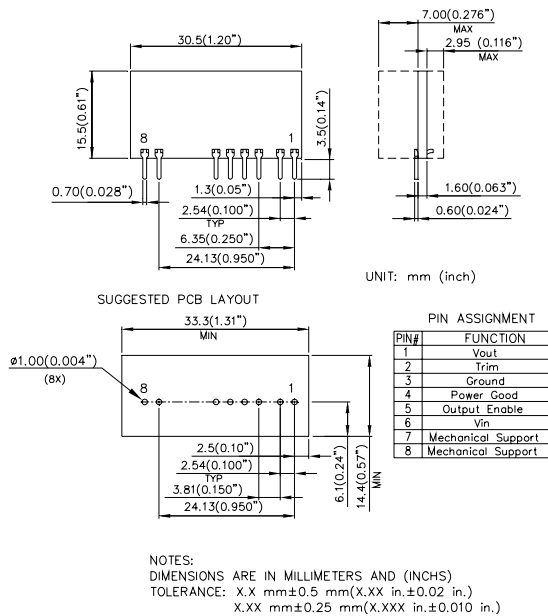 7.00(0.276")
MAX
30.5(1.20")
2.95 (0.116")
MAX
15.5(0.61")
8
1
3.5(0.14")
0.70(0.028")
1.3(0.05")
2.54(0.100")
TYP
6.35(0.250")
24.13(0.950")
1.60(0.063")
0.60(0.024")
UNIT: mm (inch)
SUGGESTED PCB LAYOUT
33.3(1.31")
MIN
ø1.00(0.004")
(8X)
8
1
2.5(0.10")
2.54(0.100")
TYP
3.81(0.150")
24.13(0.950")
6.1(0.24")
14.4(0.57")
MIN
PIN ASSIGNMENT
PIN# FUNCTION
1 Vout
2 Trim
3 Ground
4 Power Good
5 Output Enable
6 Vin
7 Mechanical Support
8 Mechanical Support
NOTES:
DIMENSIONS ARE IN MILLIMETERS AND (INCHS)
TOLERANCE: X.X mm±0.5 mm(X.XX in.±0.02 in.)
X.XX mm±0.25 mm(X.XXX in.±0.010 in.)